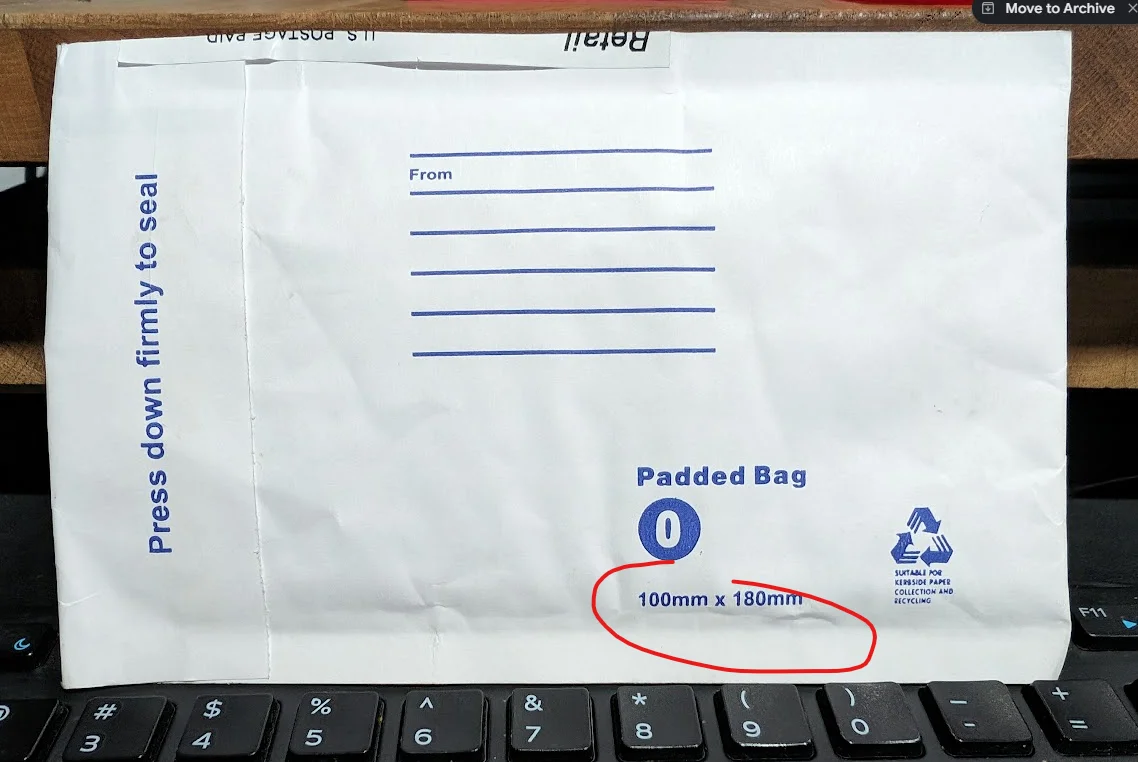 Move to Archive
U.S. POSTAGE PAID
Retail
From
Press down firmly to seal
Padded Bag
0
100mm x 180mm
SUITABLE FOR
KERBSIDE PAPER
COLLECTION AND
RECYCLING
F11
# $ % ^ & * ( ) — +
3 4 5 6 7 8 9 0 - =